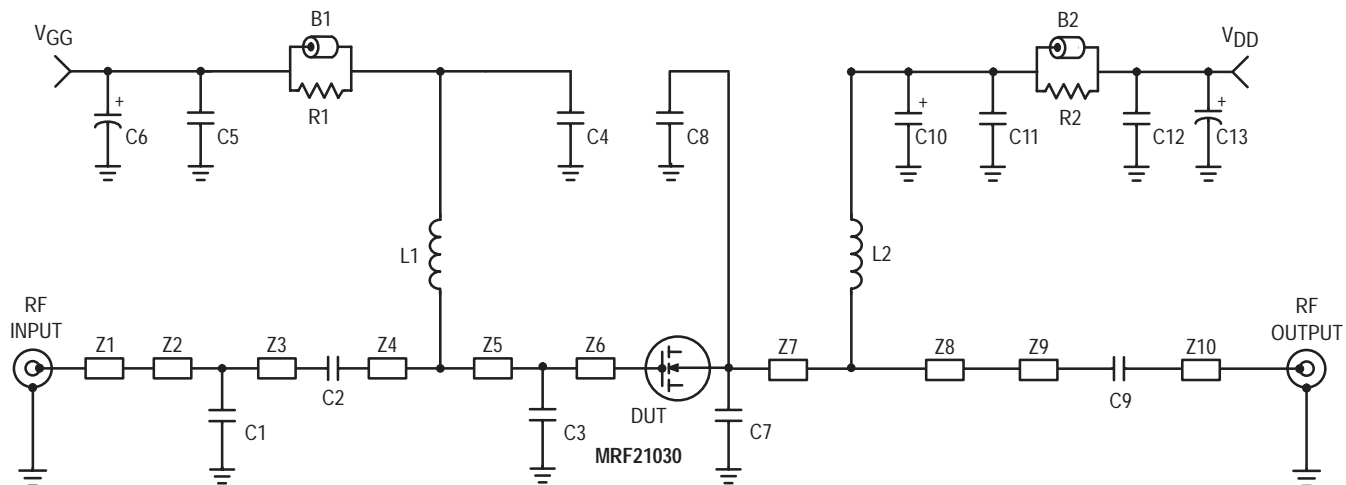 B1
B2
VGG
VDD
+
R1
C6
C5
C4
C8
+
C10
C11
R2
C12
+
C13
L1
L2
RF
INPUT
RF
OUTPUT
Z1
Z2
Z3
Z4
Z5
Z6
Z7
Z8
Z9
Z10
C2
C9
C1
C3
DUT
C7
MRF21030